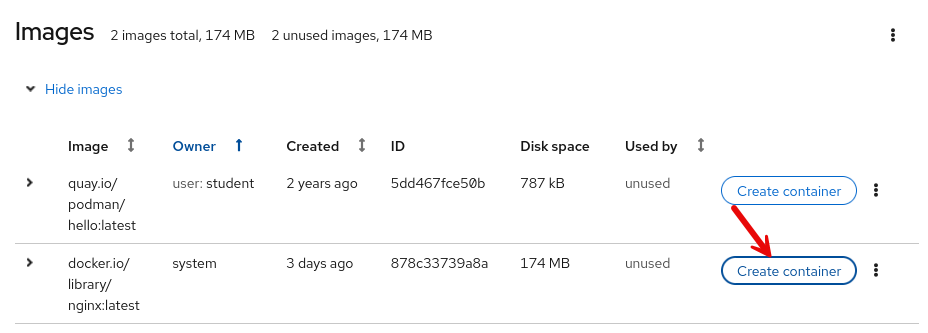 Images 2 images total, 174 MB 2 unused images, 174 MB
Hide images
Image Owner Created ID Disk space Used by
quay.io/ user: student 2 years ago 5dd467fce50b 787 kB unused Create container
podman/
hello:latest
docker.io/ system 3 days ago 878c33739a8a 174 MB unused Create container
library/
nginx:latest